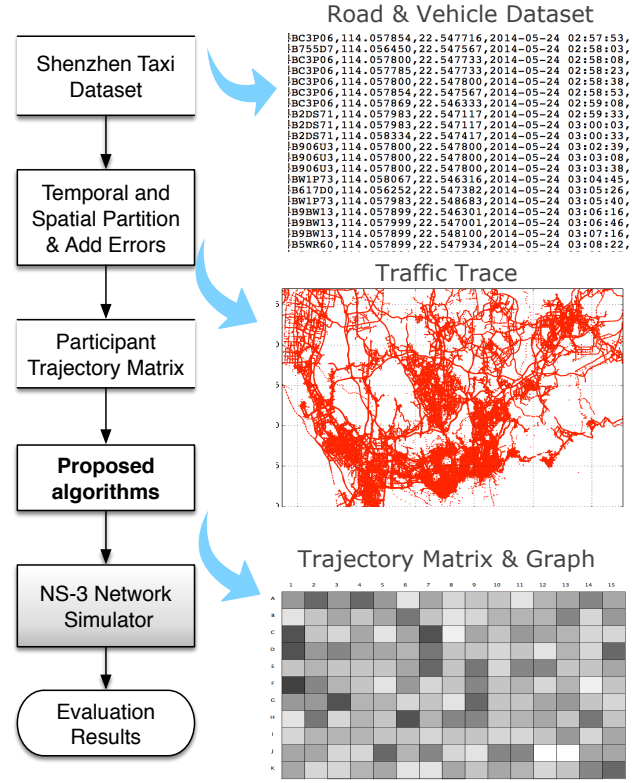 Shenzhen Taxi
Dataset
Temporal and
Spatial Partition
& Add Errors
Participant
Trajectory Matrix
Proposed
algorithms
NS-3 Network
Simulator
Evaluation
Results
Road & Vehicle Dataset
BC3P06,114.057854,22.547716,2014-05-24 02:57:53,
B755D7,114.056450,22.547567,2014-05-24 02:58:03,
BC3P06,114.057800,22.547733,2014-05-24 02:58:08,
BC3P06,114.057785,22.547733,2014-05-24 02:58:23,
BC3P06,114.057800,22.547800,2014-05-24 02:58:38,
BC3P06,114.057854,22.547567,2014-05-24 02:58:53,
BC3P06,114.057869,22.546333,2014-05-24 02:59:08,
B2DS71,114.057983,22.547117,2014-05-24 02:59:33,
B2DS71,114.057983,22.547117,2014-05-24 03:00:03,
B2DS71,114.058334,22.547417,2014-05-24 03:00:33,
B906U3,114.057800,22.547800,2014-05-24 03:02:39,
B906U3,114.057800,22.547800,2014-05-24 03:03:08,
B906U3,114.057800,22.547800,2014-05-24 03:03:38,
BW1P73,114.058067,22.546316,2014-05-24 03:04:45,
B617D0,114.056252,22.547382,2014-05-24 03:05:26,
BW1P73,114.057983,22.548683,2014-05-24 03:05:40,
B9BW13,114.057899,22.546301,2014-05-24 03:06:16,
B9BW13,114.057999,22.547001,2014-05-24 03:06:46,
B9BW13,114.057899,22.548100,2014-05-24 03:07:16,
B5WR60,114.057899,22.547934,2014-05-24 03:08:22,
Traffic Trace
5
0
5
0
5
0
Trajectory Matrix & Graph
1 2 3 4 5 6 7 8 9 10 11 12 13 14 15
A
B
C
D
E
F
G
H
I
J
K